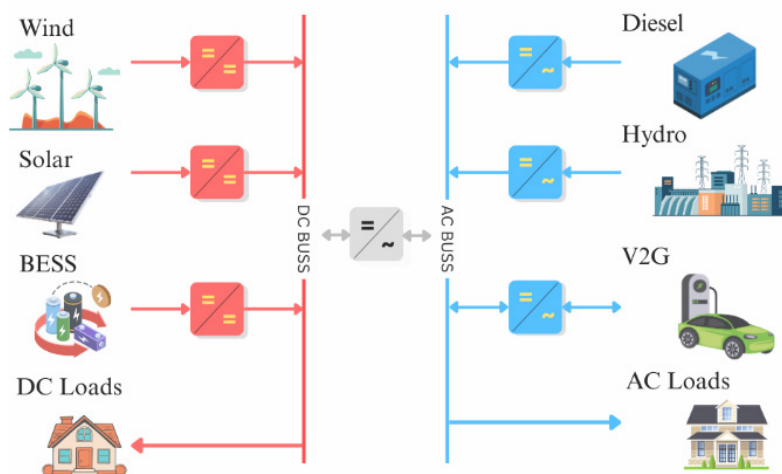 Wind
Solar
BESS
DC Loads
=
=
=
=
=
=
DC BUSS
=
~
AC BUSS
=
~
=
~
=
~
Diesel
Hydro
V2G
AC Loads